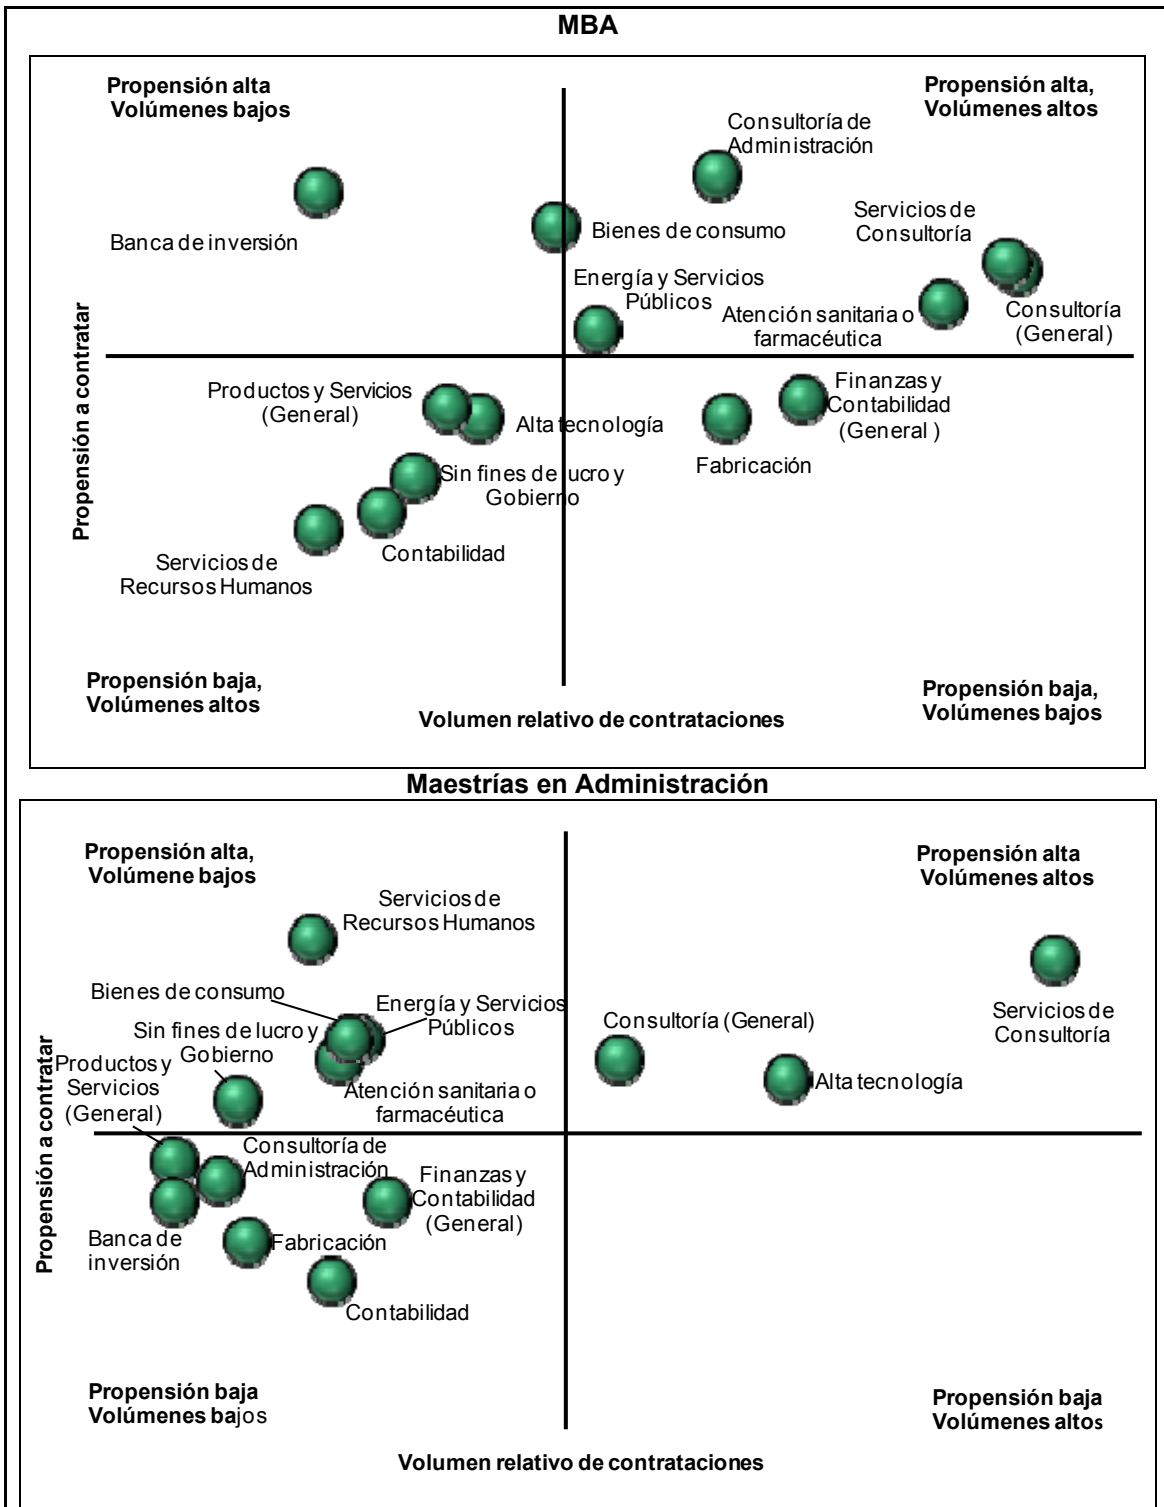 MBA
Propensión alta
Volúmenes bajos
Propensión alta,
Volúmenes altos
Consultoría de
Administración
Servicios de
Consultoría
Banca de inversión
Bienes de consumo
Energía y Servicios
Públicos
Atención sanitaria o
farmacéutica
Consultoría
(General)
Propensión a contratar
Productos y Servicios
(General)
Alta tecnología
Finanzas y
Contabilidad
(General )
Fabricación
Sin fines de lucro y
Gobierno
Contabilidad
Servicios de
Recursos Humanos
Propensión baja,
Volúmenes altos
Propensión baja,
Volúmenes bajos
Volumen relativo de contrataciones
Maestrías en Administración
Propensión alta,
Volúmene bajos
Propensión alta
Volúmenes altos
Servicios de
Recursos Humanos
Bienes de consumo
Energía y Servicios
Públicos
Sin fines de lucro y
Gobierno
Consultoría (General)
Servicios de
Consultoría
Productos y
Servicios
(General)
Atención sanitaria o
farmacéutica
Alta tecnología
Propensión a contratar
Consultoría de
Administración
Finanzas y
Contabilidad
(General)
Banca de
inversión
Fabricación
Contabilidad
Propensión baja
Volúmenes bajos
Propensión baja
Volúmenes altos
Volumen relativo de contrataciones